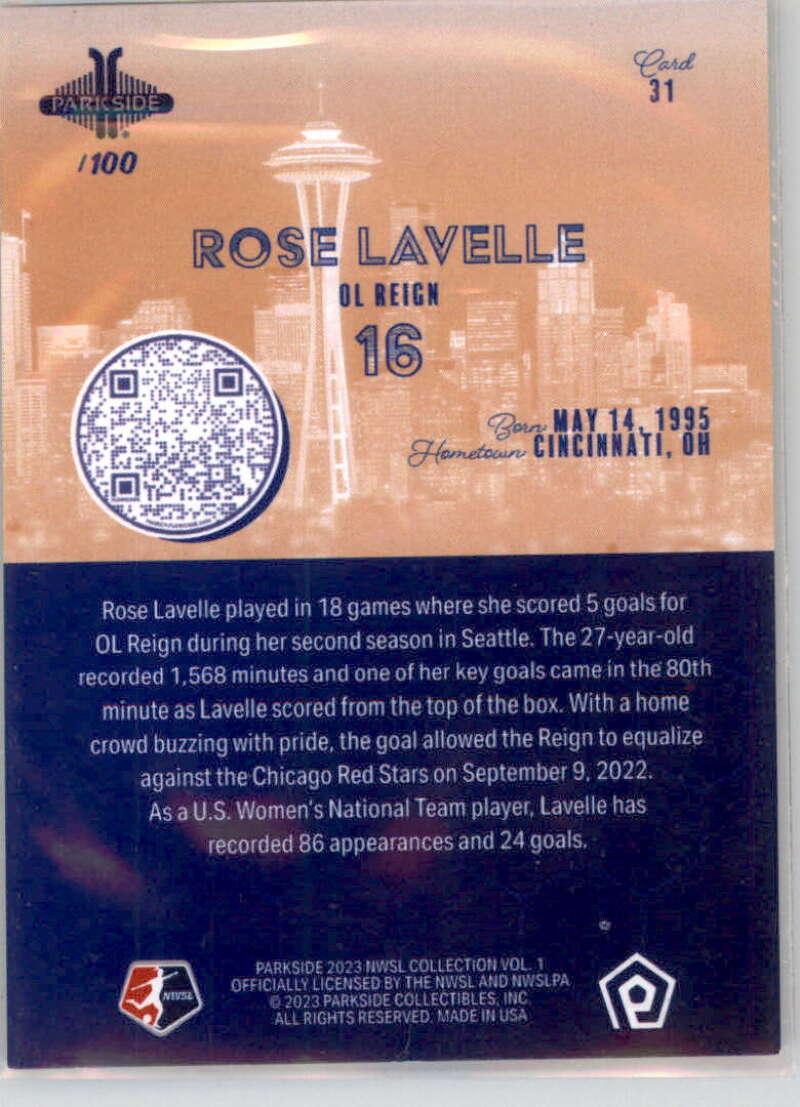 PARKSIDE
/100
Card
31
ROSE LAVELLE
OL REIGN
16
Born: MAY 14, 1995
Hometown: CINCINNATI, OH
Rose Lavelle played in 18 games where she scored 5 goals for
OL Reign during her second season in Seattle. The 27-year-old
recorded 1,568 minutes and one of her key goals came in the 80th
minute as Lavelle scored from the top of the box. With a home
crowd buzzing with pride, the goal allowed the Reign to equalize
against the Chicago Red Stars on September 9, 2022.
As a U.S. Women's National Team player, Lavelle has
recorded 86 appearances and 24 goals.
NWSL
PARKSIDE 2023 NWSL COLLECTION VOL. 1
OFFICIALLY LICENSED BY THE NWSL AND NWSLPA
© 2023 PARKSIDE COLLECTIBLES, INC.
ALL RIGHTS RESERVED. MADE IN USA